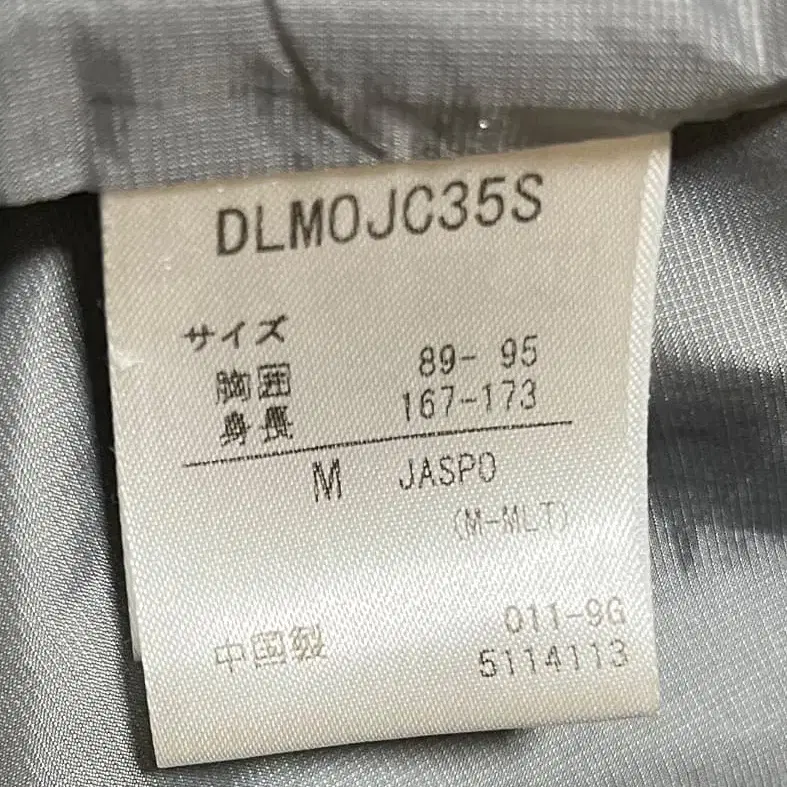 DLM0JC35S
サイズ
胸囲 89- 95
身長 167-173
M JASPO
(M-MLT)
中国製 011-9G
5114113